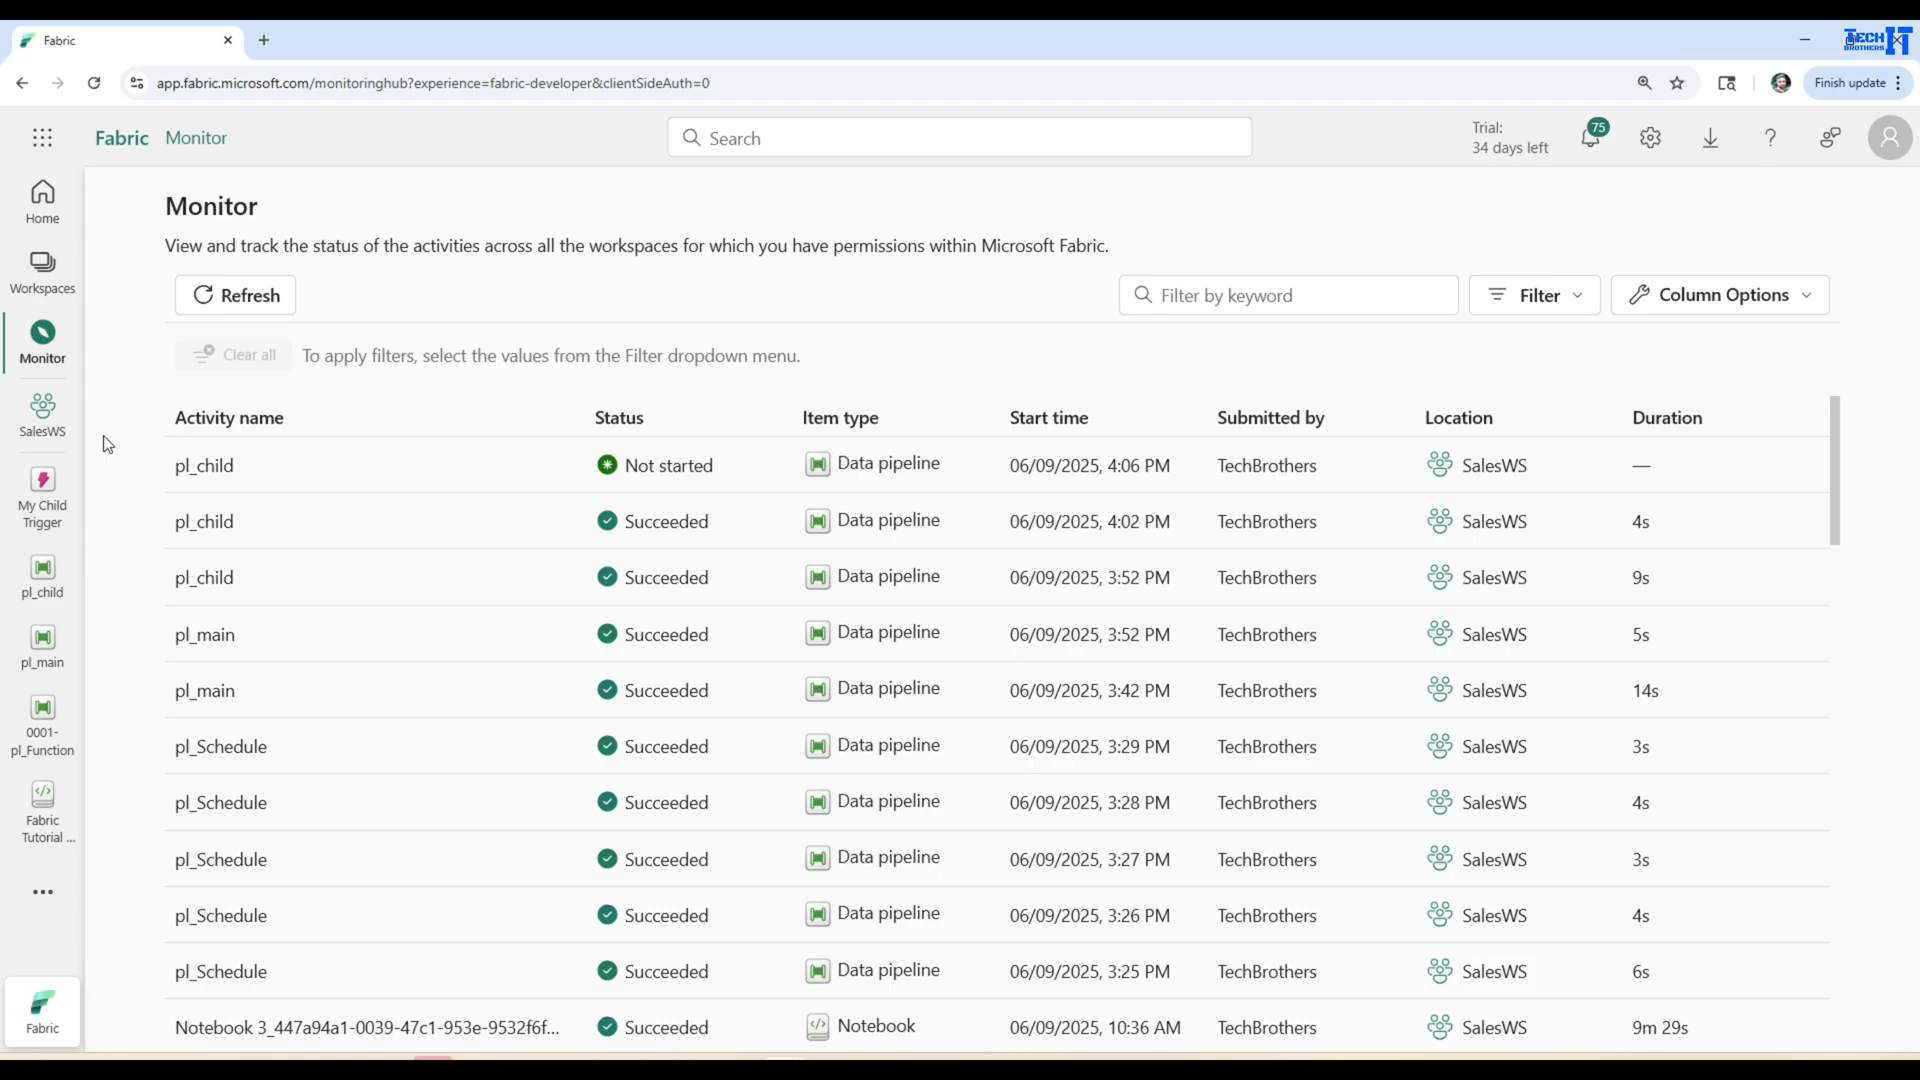 Fabric
TECH IT
BROTHERS
app.fabric.microsoft.com/monitoringhub?experience=fabric-developer&clientSideAuth=0
Finish update
Fabric Monitor
Search
Trial:
34 days left
75
Home
Workspaces
Monitor
SalesWS
My Child
Trigger
pl_child
pl_main
0001-
pl_Function
Fabric
Tutorial ...
Fabric
Monitor
View and track the status of the activities across all the workspaces for which you have permissions within Microsoft Fabric.
Refresh
Filter by keyword
Filter
Column Options
Clear all
To apply filters, select the values from the Filter dropdown menu.
Activity name Status Item type Start time Submitted by Location Duration
pl_child Not started Data pipeline 06/09/2025, 4:06 PM TechBrothers SalesWS —
pl_child Succeeded Data pipeline 06/09/2025, 4:02 PM TechBrothers SalesWS 4s
pl_child Succeeded Data pipeline 06/09/2025, 3:52 PM TechBrothers SalesWS 9s
pl_main Succeeded Data pipeline 06/09/2025, 3:52 PM TechBrothers SalesWS 5s
pl_main Succeeded Data pipeline 06/09/2025, 3:42 PM TechBrothers SalesWS 14s
pl_Schedule Succeeded Data pipeline 06/09/2025, 3:29 PM TechBrothers SalesWS 3s
pl_Schedule Succeeded Data pipeline 06/09/2025, 3:28 PM TechBrothers SalesWS 4s
pl_Schedule Succeeded Data pipeline 06/09/2025, 3:27 PM TechBrothers SalesWS 3s
pl_Schedule Succeeded Data pipeline 06/09/2025, 3:26 PM TechBrothers SalesWS 4s
pl_Schedule Succeeded Data pipeline 06/09/2025, 3:25 PM TechBrothers SalesWS 6s
Notebook 3_447a94a1-0039-47c1-953e-9532f6f... Succeeded Notebook 06/09/2025, 10:36 AM TechBrothers SalesWS 9m 29s